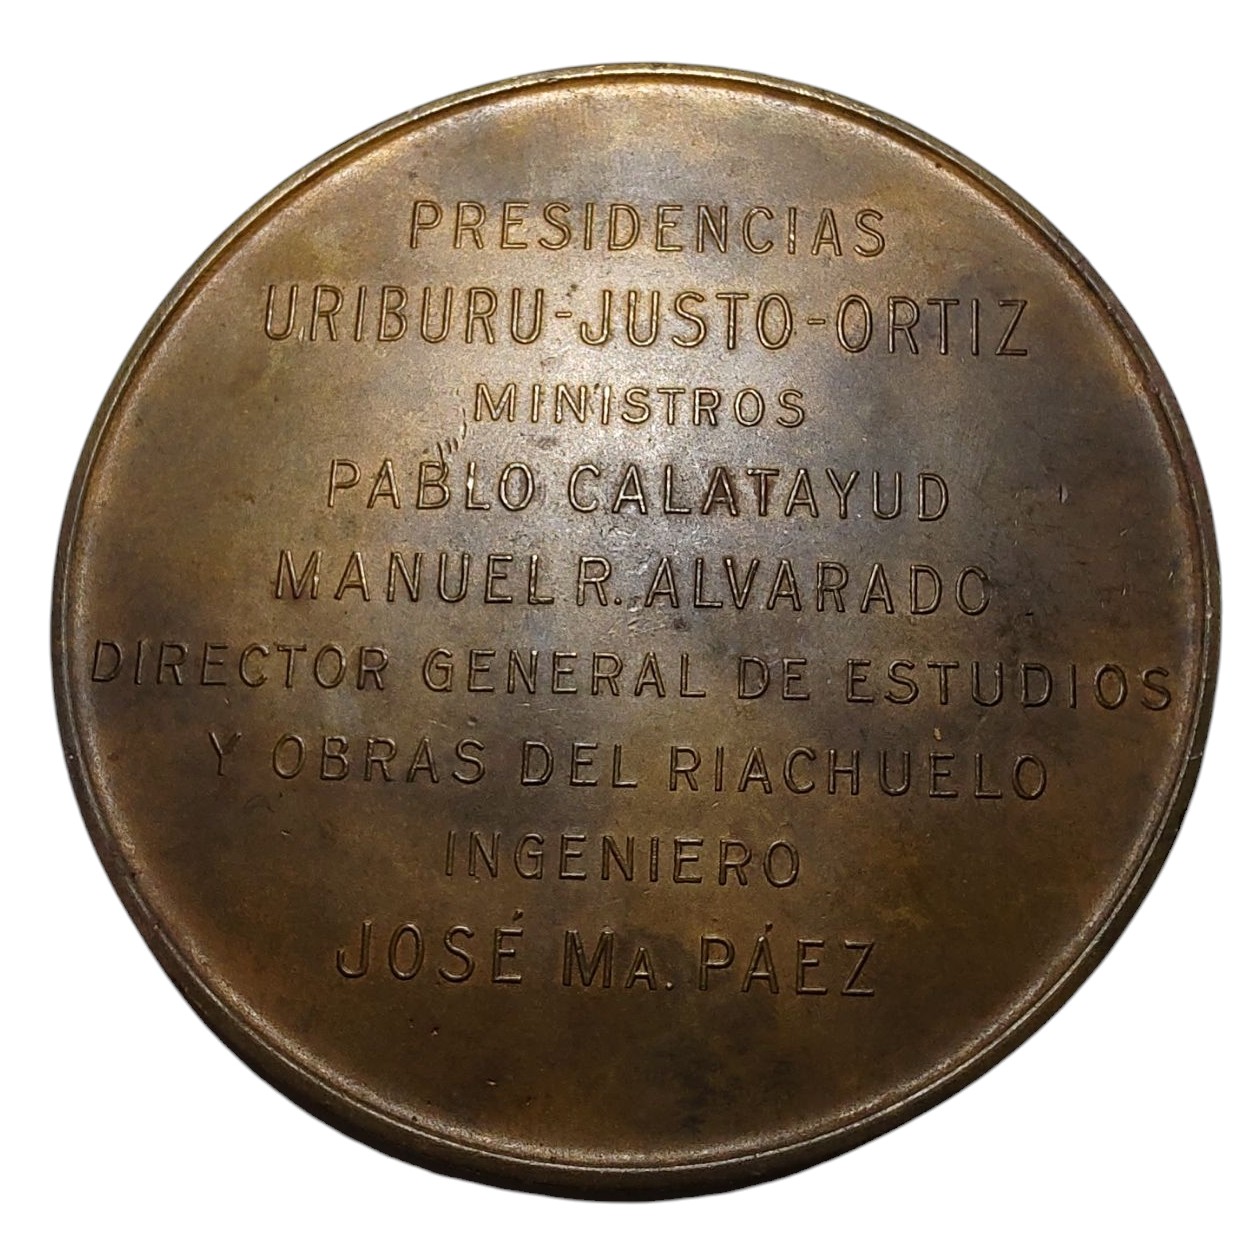 PRESIDENCIAS
URIBURU-JUSTO-ORTIZ
MINISTROS
PABLO CALATAYUD
MANUEL R. ALVARADO
DIRECTOR GENERAL DE ESTUDIOS
Y OBRAS DEL RIACHUELO
INGENIERO
JOSÉ MA. PÁEZ